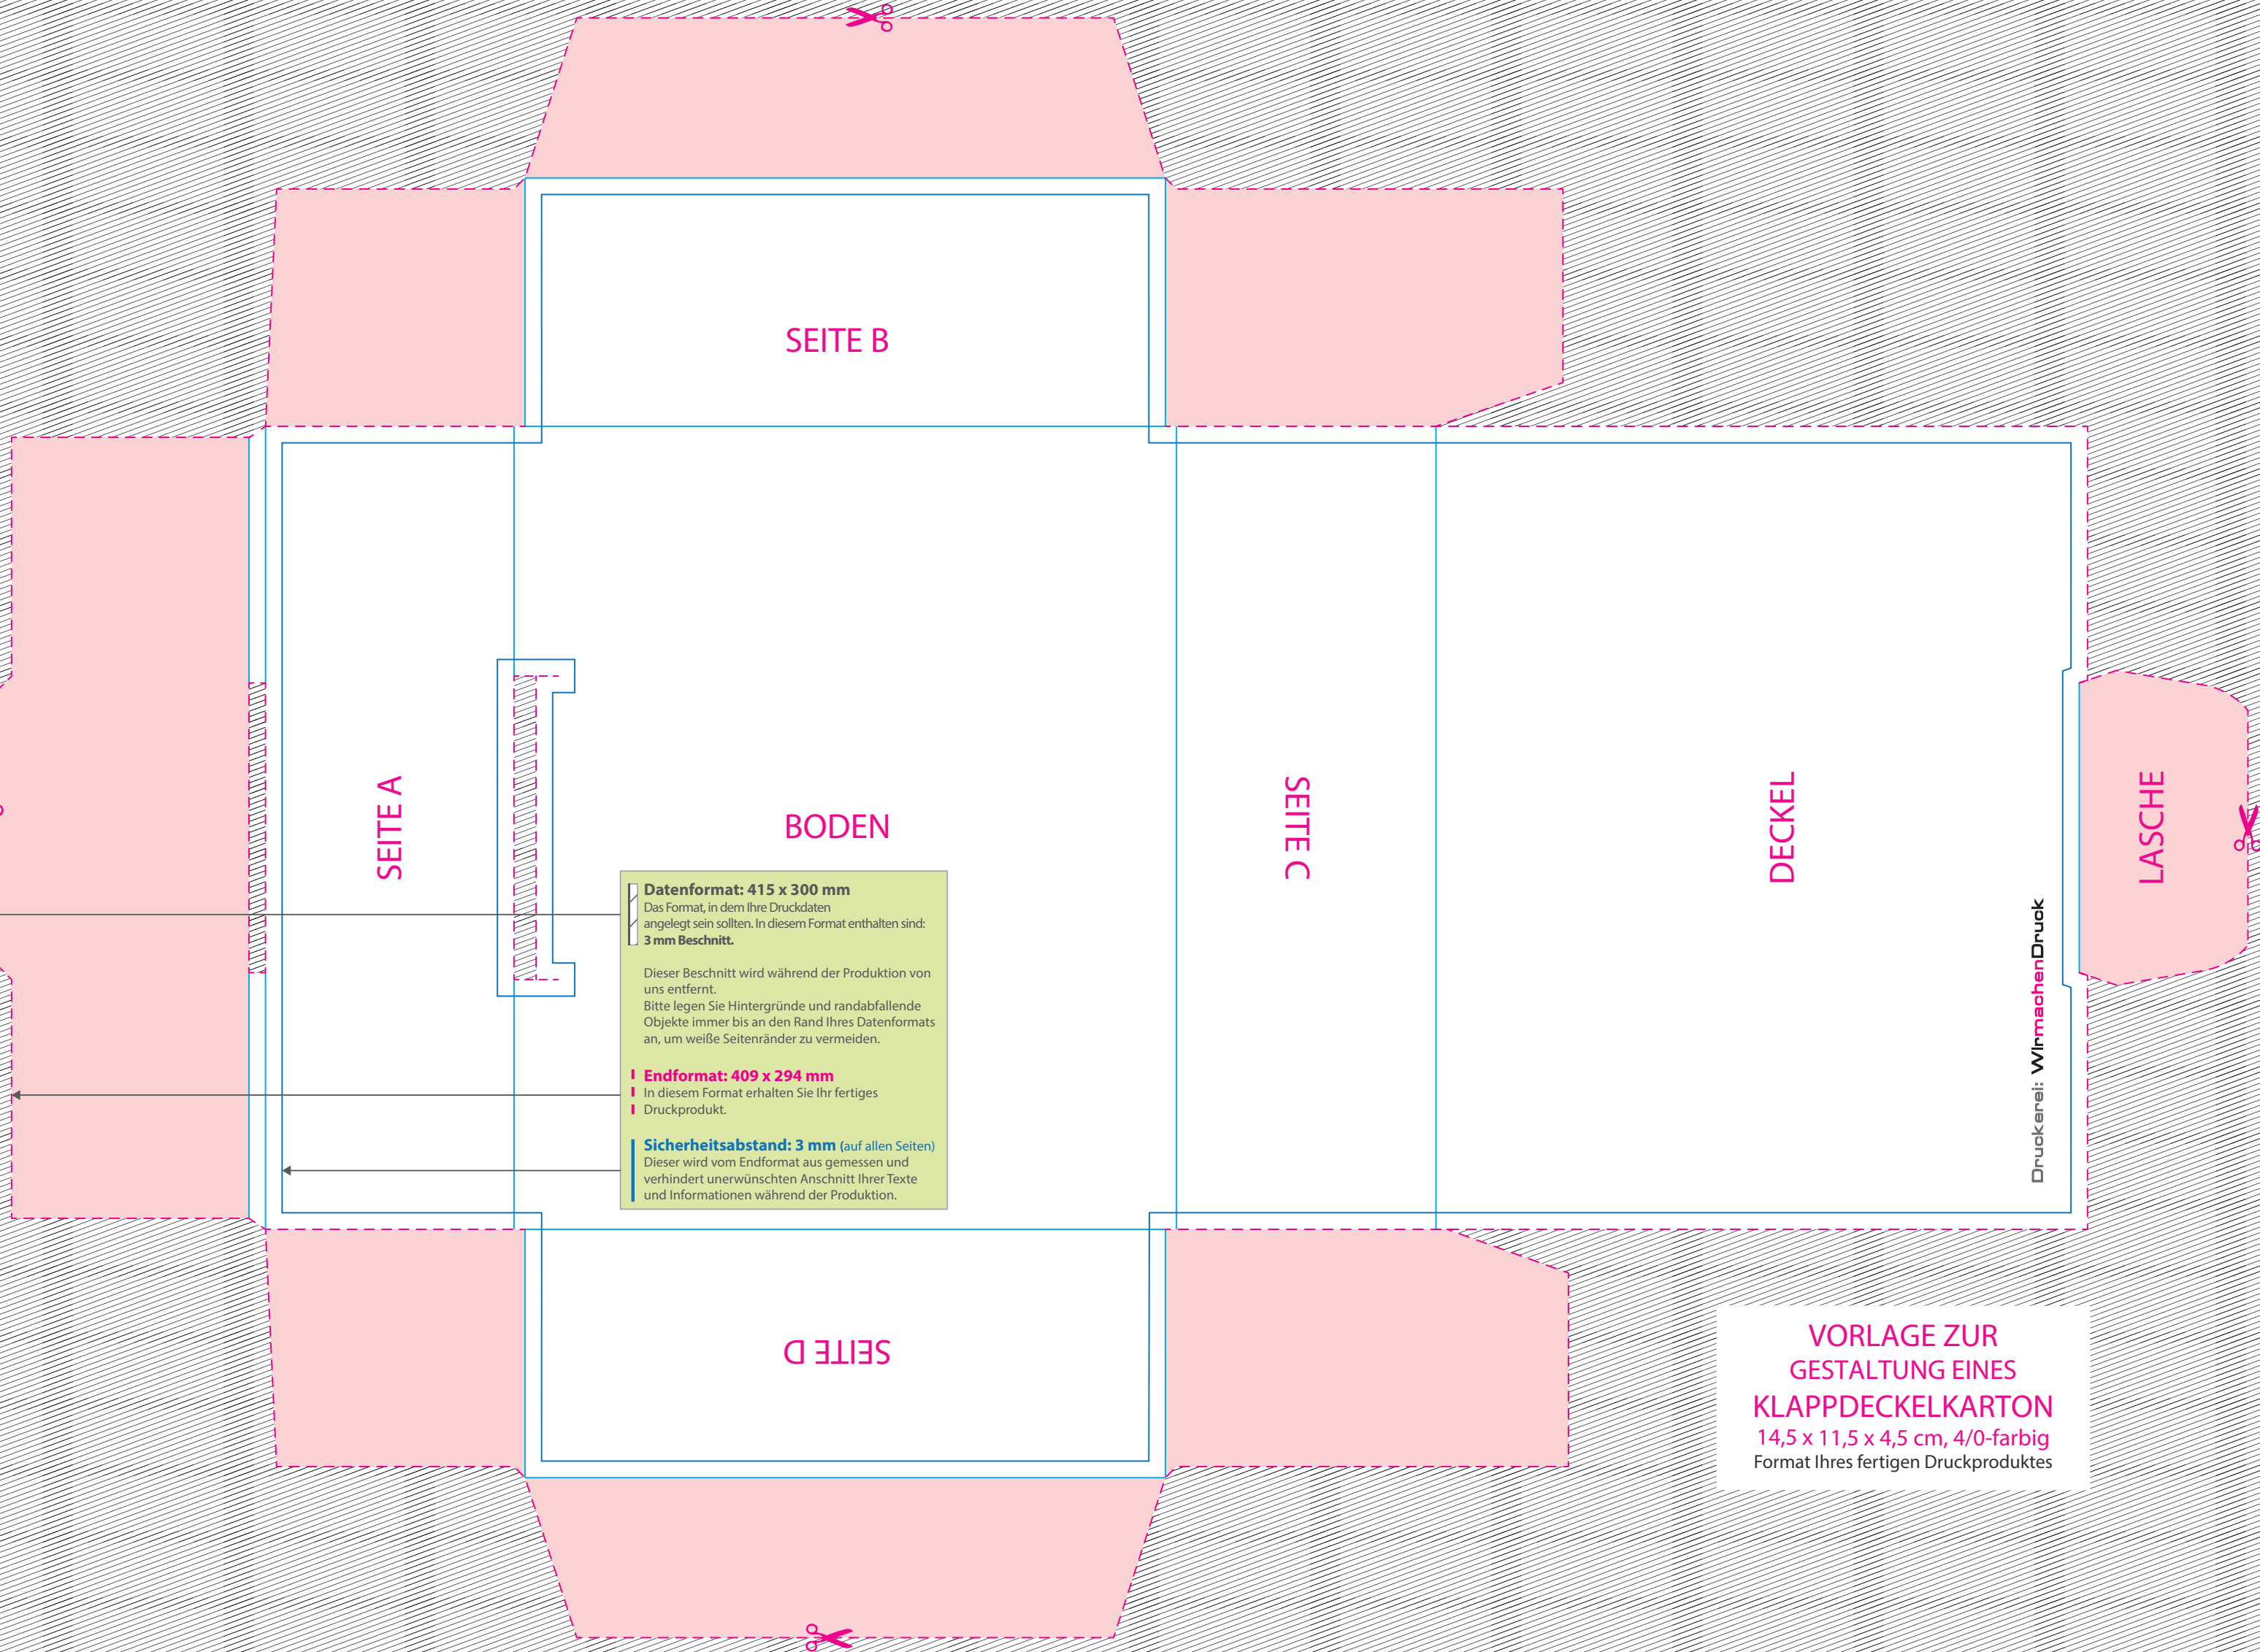 SEITE B
SEITE A
BODEN
SEITE C
DECKEL
LASCHE
Datenformat: 415 x 300 mm
Das Format, in dem Ihre Druckdaten
angelegt sein sollten. In diesem Format enthalten sind:
3 mm Beschnitt.
Dieser Beschnitt wird während der Produktion von
uns entfernt.
Bitte legen Sie Hintergründe und randabfallende
Objekte immer bis an den Rand Ihres Datenformats
an, um weiße Seitenränder zu vermeiden.
Endformat: 409 x 294 mm
In diesem Format erhalten Sie Ihr fertiges
Druckprodukt.
Sicherheitsabstand: 3 mm (auf allen Seiten)
Dieser wird vom Endformat aus gemessen und
verhindert unerwünschten Anschnitt Ihrer Texte
und Informationen während der Produktion.
Druckerei: WIrmachenDruck
SEITE D
VORLAGE ZUR
GESTALTUNG EINES
KLAPPDECKELKARTON
14,5 x 11,5 x 4,5 cm, 4/0-farbig
Format Ihres fertigen Druckproduktes